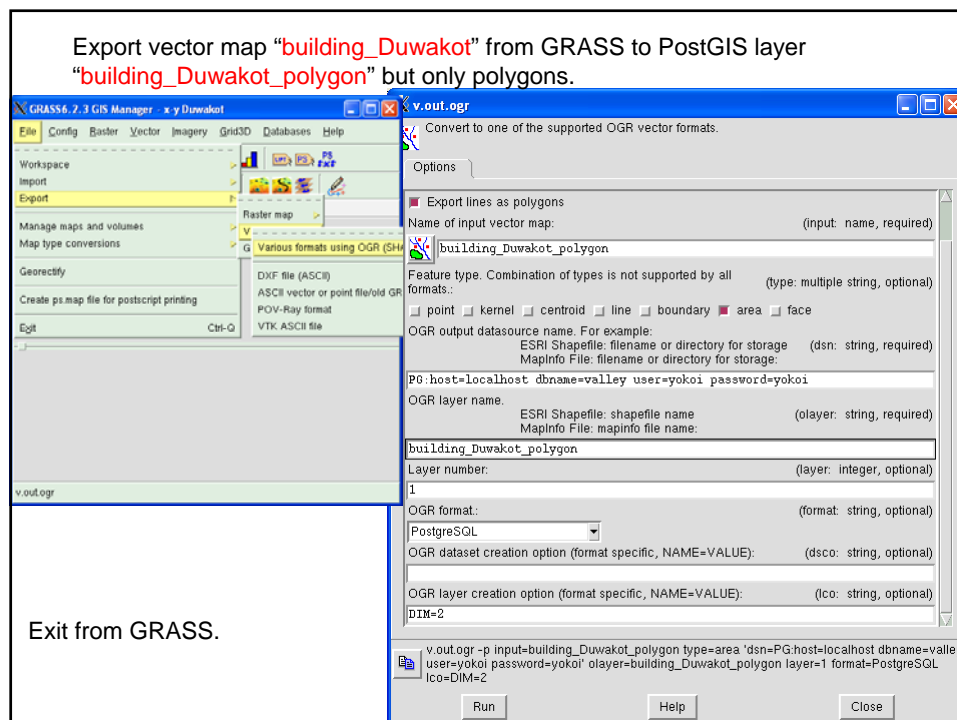 Export vector map “building_Duwakot” from GRASS to PostGIS layer
“building_Duwakot_polygon” but only polygons.
GRASS6.2.3 GIS Manager - x-y Duwakot
File Config Raster Vector Imagery Grid3D Databases Help
Workspace
Import
Export
Manage maps and volumes
Map type conversions
Georectify
Create ps.map file for postscript printing
Exit Ctrl-Q
Raster map
V
G
Various formats using OGR (SHA
DXF file (ASCII)
ASCII vector or point file/old GR
POV-Ray format
VTK ASCII file
v.out.ogr
v.out.ogr
Convert to one of the supported OGR vector formats.
Options
Export lines as polygons
Name of input vector map: (input: name, required)
building_Duwakot_polygon
Feature type. Combination of types is not supported by all
formats.: (type: multiple string, optional)
point kernel centroid line boundary area face
OGR output datasource name. For example:
ESRI Shapefile: filename or directory for storage (dsn: string, required)
MapInfo File: filename or directory for storage:
PG:host=localhost dbname=valley user=yokoi password=yokoi
OGR layer name.
ESRI Shapefile: shapefile name (olayer: string, required)
MapInfo File: mapinfo file name:
building_Duwakot_polygon
Layer number: (layer: integer, optional)
1
OGR format.: (format: string, optional)
PostgreSQL
OGR dataset creation option (format specific, NAME=VALUE): (dsco: string, optional)
OGR layer creation option (format specific, NAME=VALUE): (lco: string, optional)
DIM=2
v.out.ogr -p input=building_Duwakot_polygon type=area 'dsn=PG:host=localhost dbname=valle
user=yokoi password=yokoi' olayer=building_Duwakot_polygon layer=1 format=PostgreSQL
lco=DIM=2
Run Help Close
Exit from GRASS.